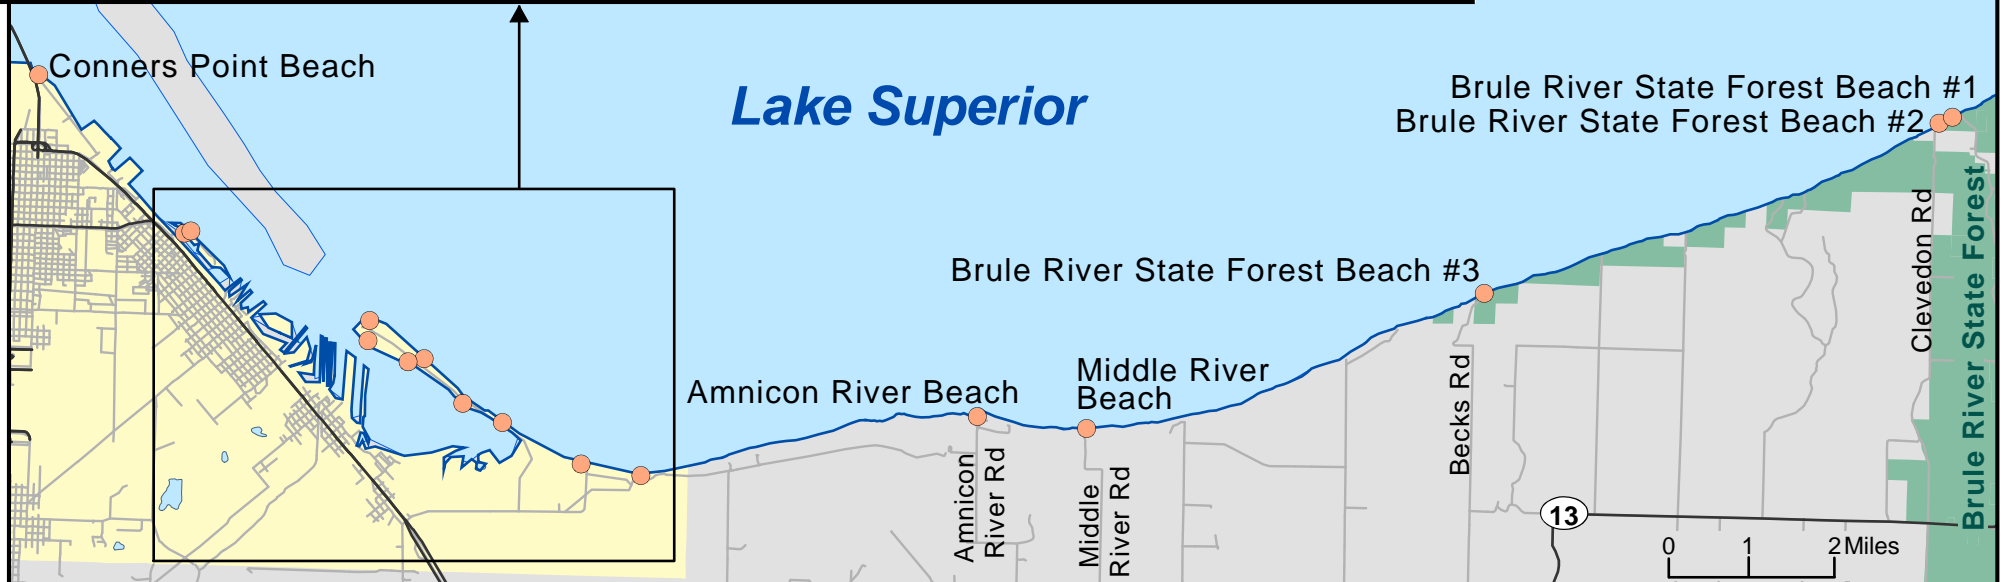 Conners Point Beach
Lake Superior
Brule River State Forest Beach #1
Brule River State Forest Beach #2
Brule River State Forest Beach #3
Amnicon River Beach
Middle River
Beach
Amnicon
River Rd
Middle
River Rd
Becks Rd
Clevedon Rd
Brule River State Forest
13
0 1 2 Miles